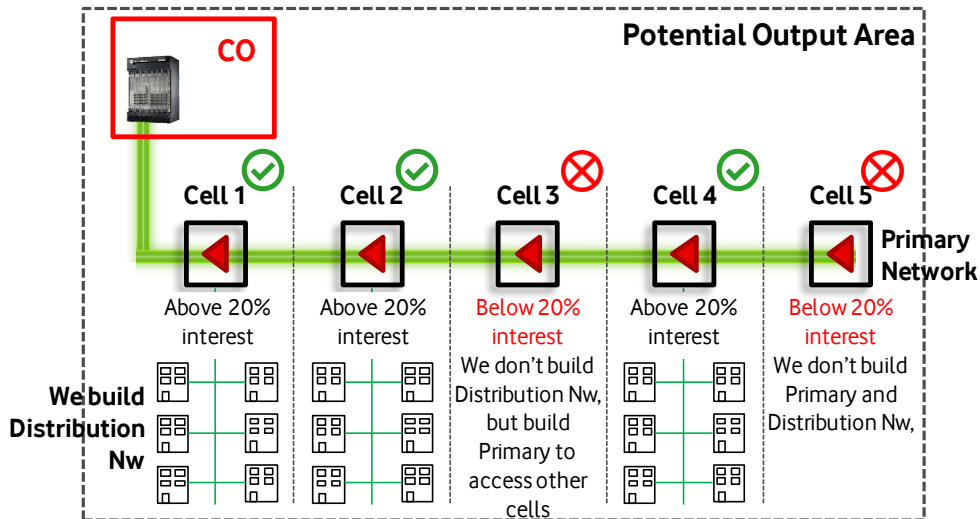 Potential Output Area
CO
Cell 1
Cell 2
Cell 3
Cell 4
Cell 5
Primary
Network
Above 20%
interest
Above 20%
interest
Below 20%
interest
We don't build
Distribution Nw,
but build
Primary to
access other
cells
Above 20%
interest
Below 20%
interest
We don't build
Primary and
Distribution Nw,
We build
Distribution
Nw